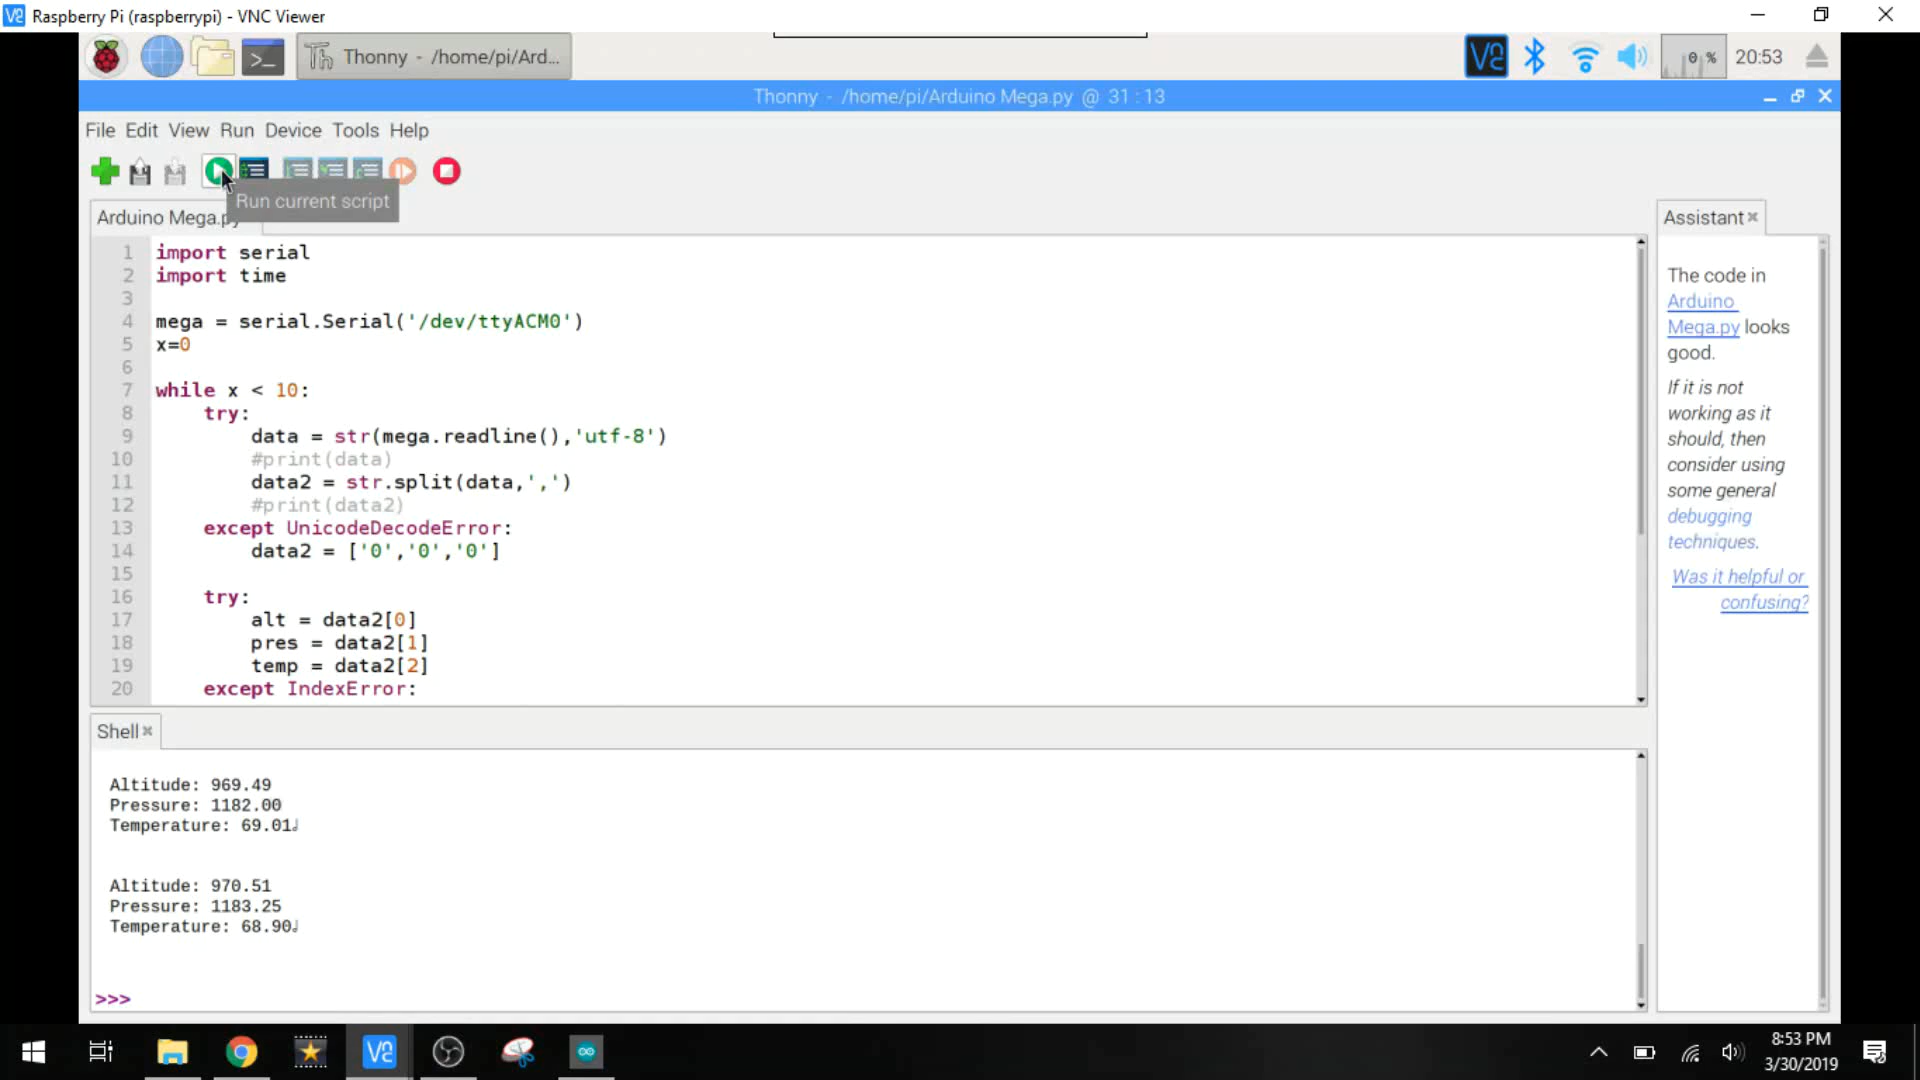 Raspberry Pi (raspberrypi) - VNC Viewer
Thonny - /home/pi/Ard...
0 %
20:53
Thonny - /home/pi/Arduino Mega.py @ 31 : 13
File Edit View Run Device Tools Help
Run current script
Arduino Mega.py
1 import serial
2 import time
3
4 mega = serial.Serial('/dev/ttyACM0')
5 x=0
6
7 while x < 10:
8 try:
9 data = str(mega.readline(),'utf-8')
10 #print(data)
11 data2 = str.split(data,',')
12 #print(data2)
13 except UnicodeDecodeError:
14 data2 = ['0','0','0']
15
16 try:
17 alt = data2[0]
18 pres = data2[1]
19 temp = data2[2]
20 except IndexError:
Assistant
The code in
Arduino
Mega.py looks
good.
If it is not
working as it
should, then
consider using
some general
debugging
techniques.
Was it helpful or
confusing?
Shell
Altitude: 969.49
Pressure: 1182.00
Temperature: 69.01
Altitude: 970.51
Pressure: 1183.25
Temperature: 68.90
>>>
8:53 PM
3/30/2019